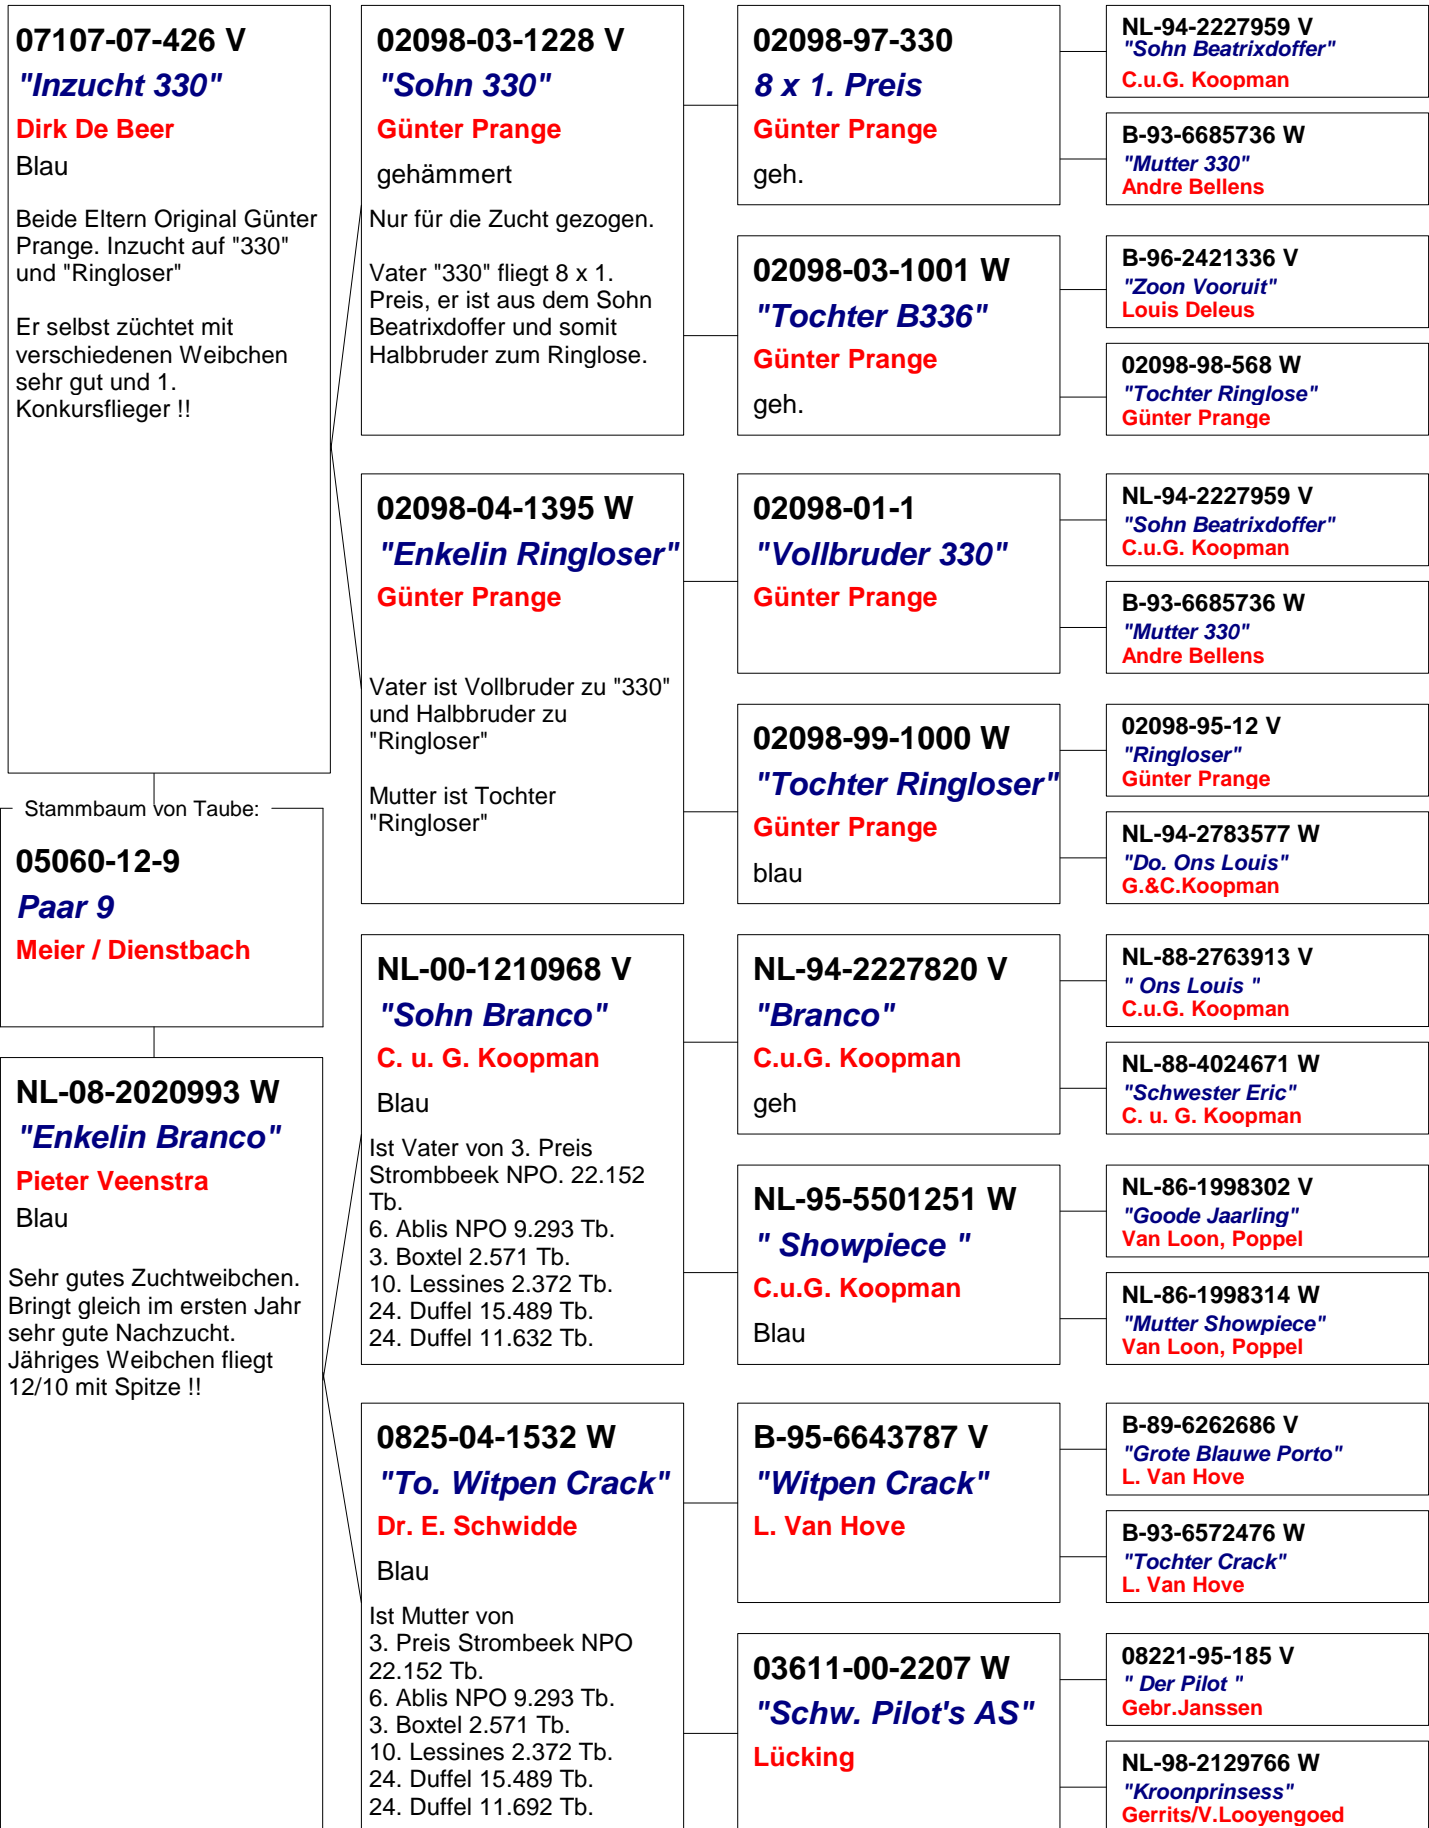 07107-07-426 V
"Inzucht 330"
Dirk De Beer
Blau
Beide Eltern Original Günter
Prange. Inzucht auf "330"
und "Ringloser"
Er selbst züchtet mit
verschiedenen Weibchen
sehr gut und 1.
Konkursflieger !!
Stammbaum von Taube:
05060-12-9
Paar 9
Meier / Dienstbach
NL-08-2020993 W
"Enkelin Branco"
Pieter Veenstra
Blau
Sehr gutes Zuchtweibchen.
Bringt gleich im ersten Jahr
sehr gute Nachzucht.
Jähriges Weibchen fliegt
12/10 mit Spitze !!
02098-03-1228 V
"Sohn 330"
Günter Prange
gehämmert
Nur für die Zucht gezogen.
Vater "330" fliegt 8 x 1.
Preis, er ist aus dem Sohn
Beatrixdoffer und somit
Halbbruder zum Ringlose.
02098-04-1395 W
"Enkelin Ringloser"
Günter Prange
Vater ist Vollbruder zu "330"
und Halbbruder zu
"Ringloser"
Mutter ist Tochter
"Ringloser"
NL-00-1210968 V
"Sohn Branco"
C. u. G. Koopman
Blau
Ist Vater von 3. Preis
Strombbeek NPO. 22.152
Tb.
6. Ablis NPO 9.293 Tb.
3. Boxtel 2.571 Tb.
10. Lessines 2.372 Tb.
24. Duffel 15.489 Tb.
24. Duffel 11.632 Tb.
0825-04-1532 W
"To. Witpen Crack"
Dr. E. Schwidde
Blau
Ist Mutter von
3. Preis Strombeek NPO
22.152 Tb.
6. Ablis NPO 9.293 Tb.
3. Boxtel 2.571 Tb.
10. Lessines 2.372 Tb.
24. Duffel 15.489 Tb.
24. Duffel 11.692 Tb.
02098-97-330
8 x 1. Preis
Günter Prange
geh.
02098-03-1001 W
"Tochter B336"
Günter Prange
geh.
02098-01-1
"Vollbruder 330"
Günter Prange
02098-99-1000 W
"Tochter Ringloser"
Günter Prange
blau
NL-94-2227820 V
"Branco"
C.u.G. Koopman
geh
NL-95-5501251 W
" Showpiece "
C.u.G. Koopman
Blau
B-95-6643787 V
"Witpen Crack"
L. Van Hove
03611-00-2207 W
"Schw. Pilot's AS"
Lücking
NL-94-2227959 V
"Sohn Beatrixdoffer"
C.u.G. Koopman
B-93-6685736 W
"Mutter 330"
Andre Bellens
B-96-2421336 V
"Zoon Vooruit"
Louis Deleus
02098-98-568 W
"Tochter Ringlose"
Günter Prange
NL-94-2227959 V
"Sohn Beatrixdoffer"
C.u.G. Koopman
B-93-6685736 W
"Mutter 330"
Andre Bellens
02098-95-12 V
"Ringloser"
Günter Prange
NL-94-2783577 W
"Do. Ons Louis"
G.&C.Koopman
NL-88-2763913 V
" Ons Louis "
C.u.G. Koopman
NL-88-4024671 W
"Schwester Eric"
C. u. G. Koopman
NL-86-1998302 V
"Goode Jaarling"
Van Loon, Poppel
NL-86-1998314 W
"Mutter Showpiece"
Van Loon, Poppel
B-89-6262686 V
"Grote Blauwe Porto"
L. Van Hove
B-93-6572476 W
"Tochter Crack"
L. Van Hove
08221-95-185 V
" Der Pilot "
Gebr.Janssen
NL-98-2129766 W
"Kroonprinsess"
Gerrits/V.Looyengoed